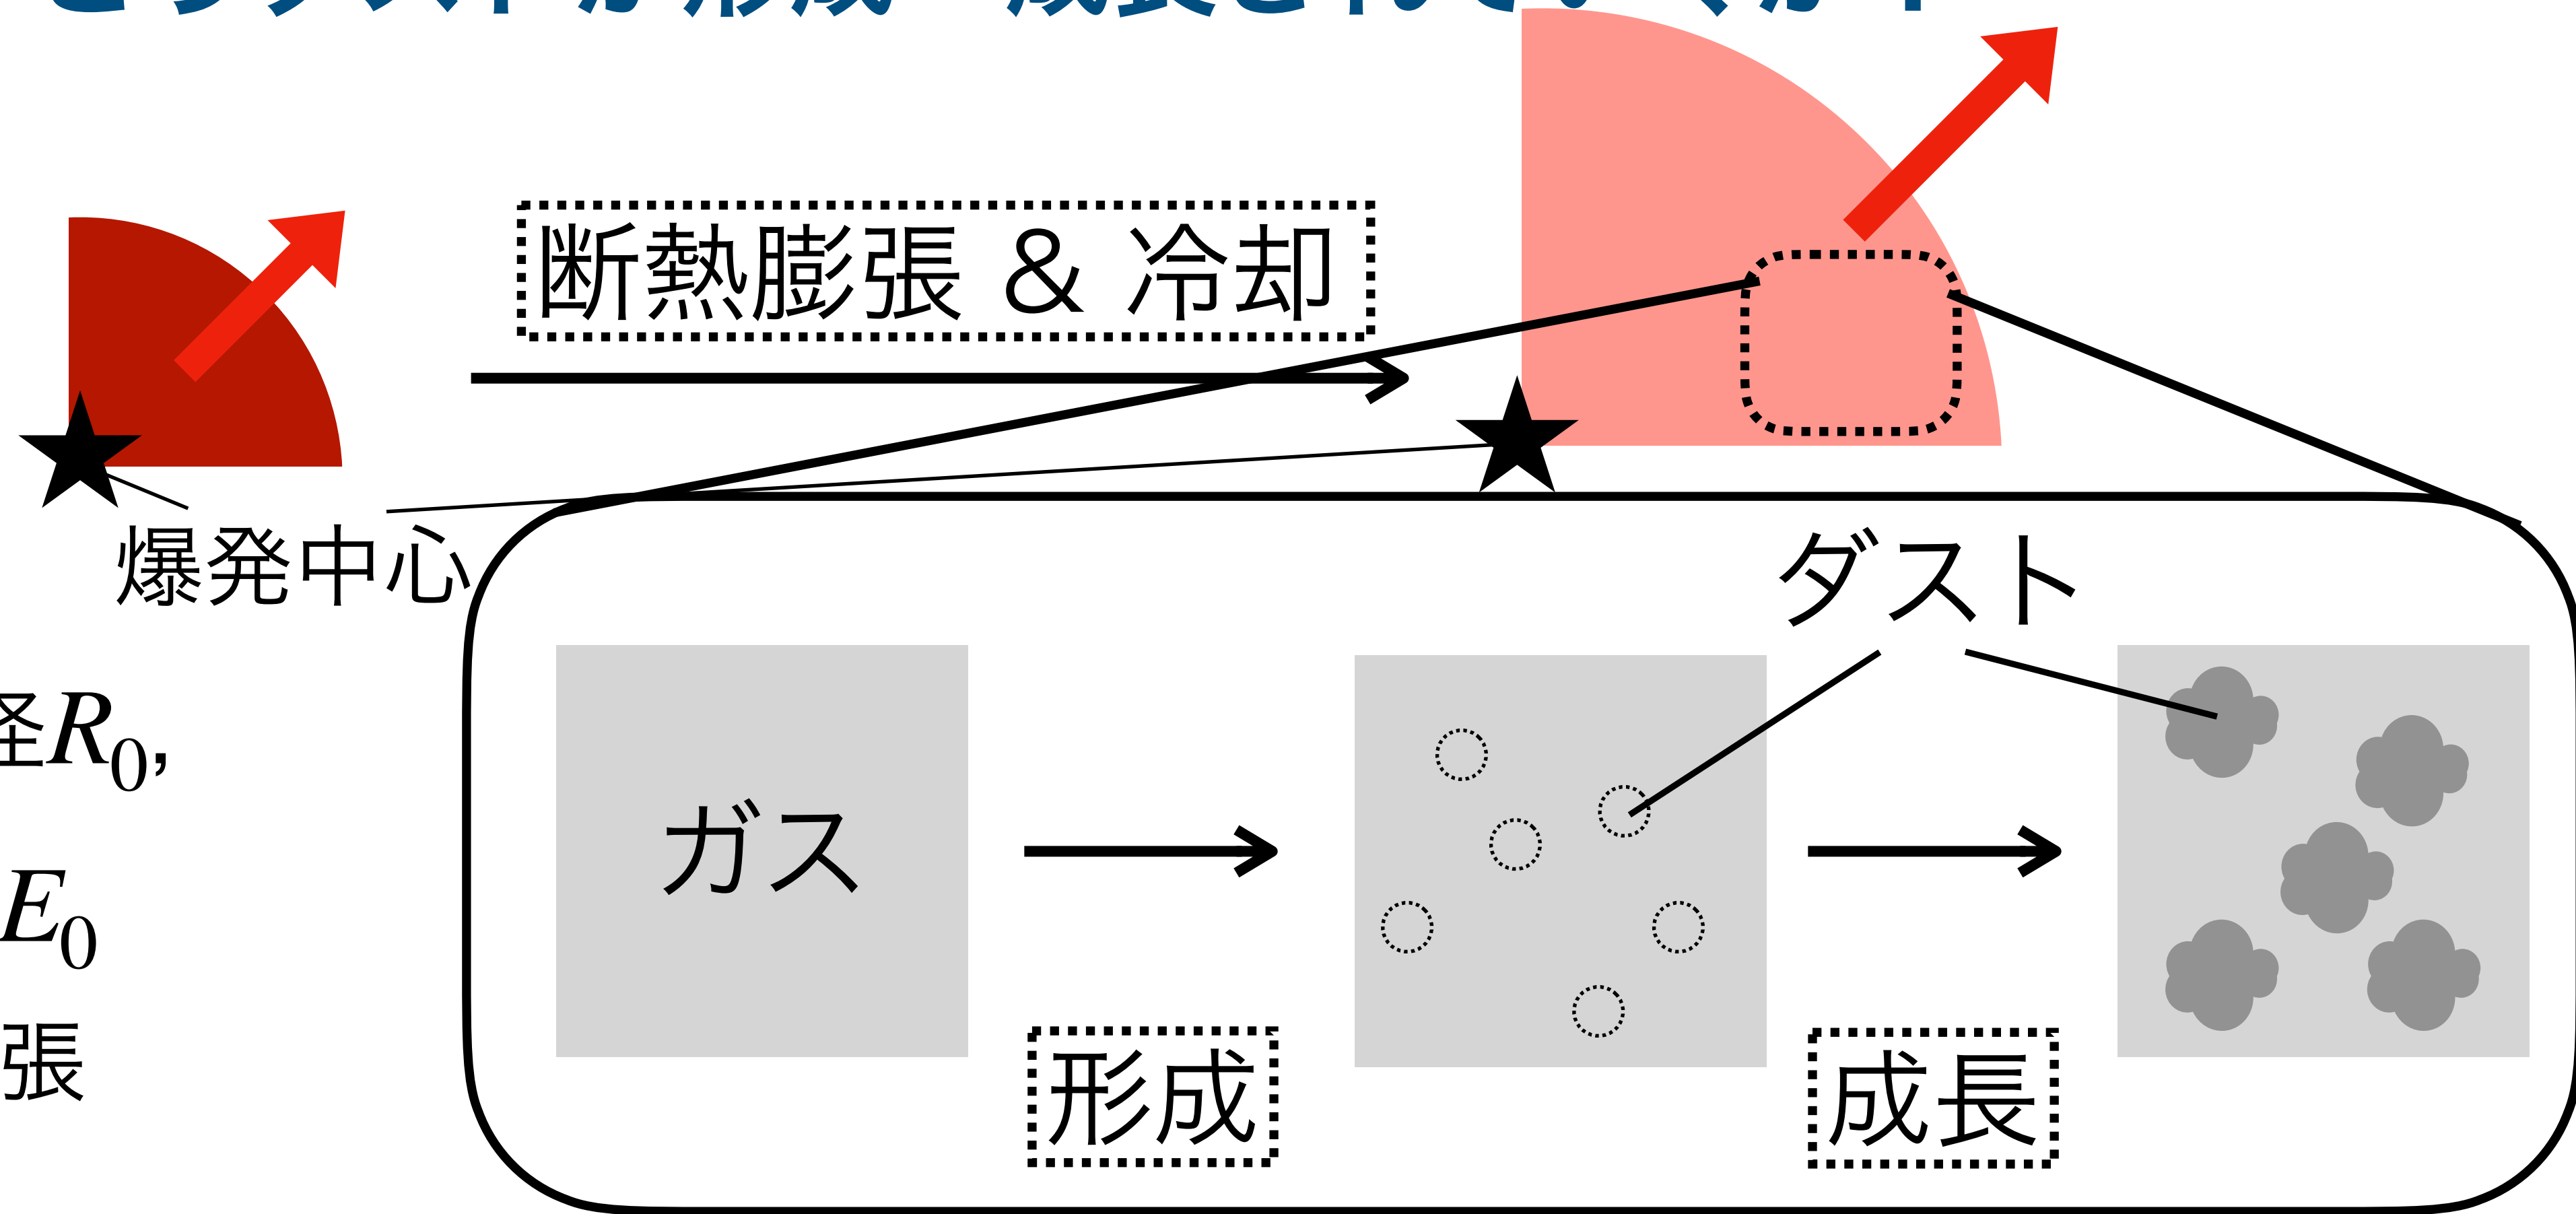 断熱膨張 & 冷却
爆発中心
ダスト
径R₀,
ガス
E₀
張
形成
成長